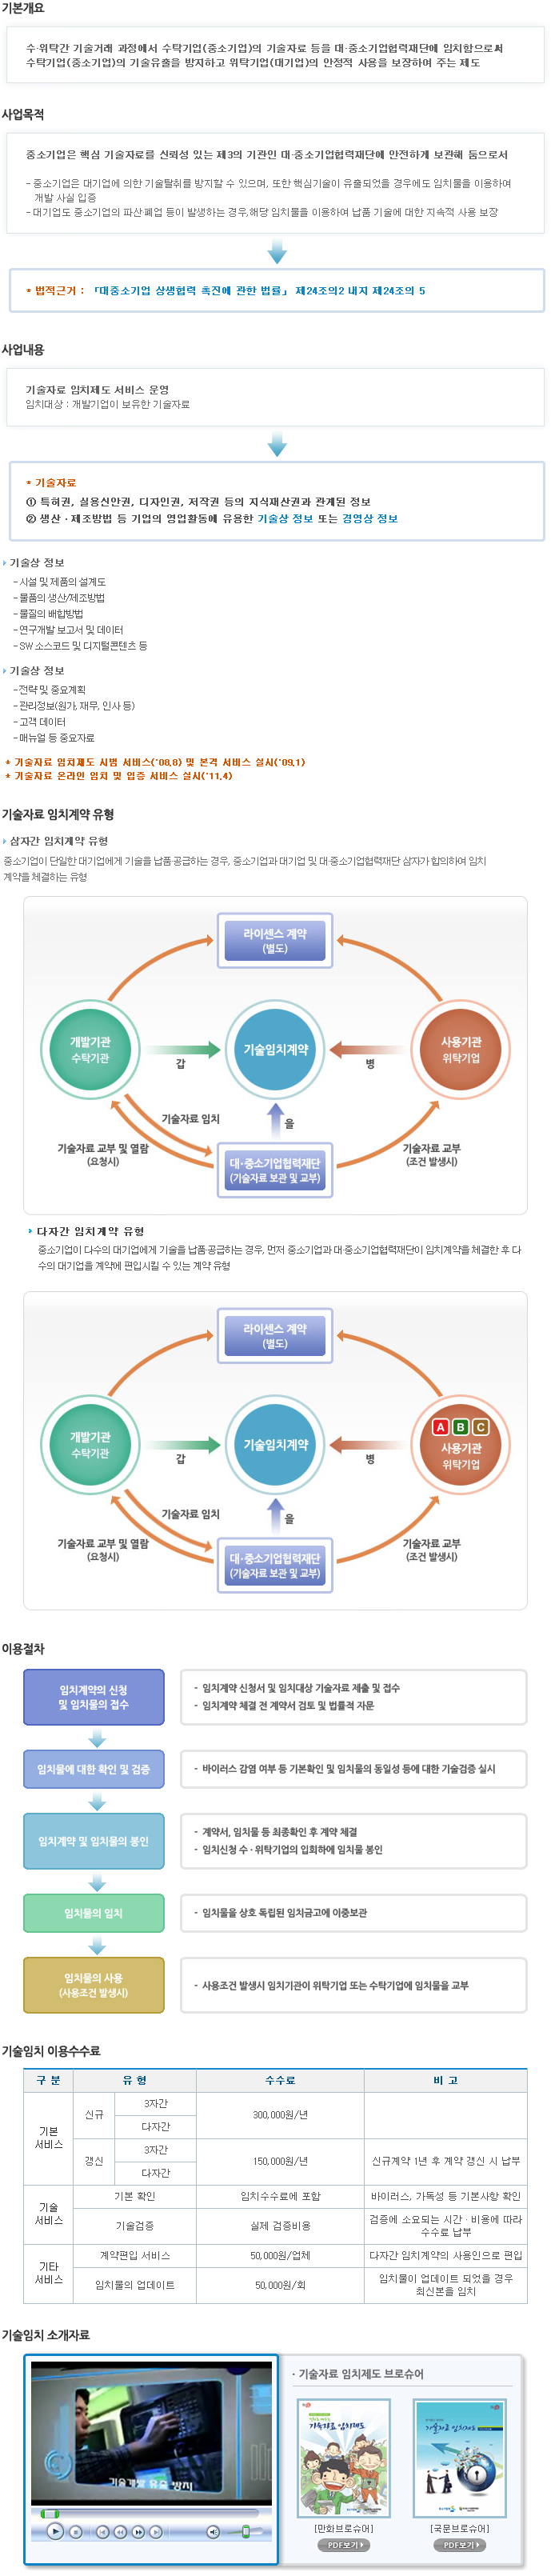 기본개요
수·위탁간 기술거래 과정에서 수탁기업(중소기업)의 기술자료 등을 대·중소기업협력재단에 임치함으로써
수탁기업(중소기업)의 기술유출을 방지하고 위탁기업(대기업)의 안정적 사용을 보장하여 주는 제도
사업목적
중소기업은 핵심 기술자료를 신뢰성 있는 제3의 기관인 대·중소기업협력재단에 안전하게 보관해 둠으로서
- 중소기업은 대기업에 의한 기술탈취를 방지할 수 있으며, 또한 핵심기술이 유출되었을 경우에도 임치물을 이용하여
개발 사실 입증
- 대기업도 중소기업의 파산·폐업 등이 발생하는 경우,해당 임치물을 이용하여 납품 기술에 대한 지속적 사용 보장
* 법적근거 : 「대중소기업 상생협력 촉진에 관한 법률」 제24조의2 내지 제24조의 5
사업내용
기술자료 임치제도 서비스 운영
임치대상 : 개발기업이 보유한 기술자료
* 기술자료
① 특허권, 실용신안권, 디자인권, 저작권 등의 지식재산권과 관계된 정보
② 생산·제조방법 등 기업의 영업활동에 유용한 기술상 정보 또는 경영상 정보
기술상 정보
- 시설 및 제품의 설계도
- 물품의 생산/제조방법
- 물질의 배합방법
- 연구개발 보고서 및 데이터
- SW 소스코드 및 디지털콘텐츠 등
기술상 정보
- 전략 및 중요계획
- 관리정보(원가, 재무, 인사 등)
- 고객 데이터
- 매뉴얼 등 중요자료
* 기술자료 임치제도 시범 서비스('08.8) 및 본격 서비스 실시('09.1)
* 기술자료 온라인 임치 및 입증 서비스 실시('11.4)
기술자료 임치계약 유형
삼자간 임치계약 유형
중소기업이 단일한 대기업에게 기술을 납품·공급하는 경우, 중소기업과 대기업 및 대·중소기업협력재단 삼자가 합의하여 임치
계약을 체결하는 유형
라이센스 계약
(별도)
개발기관
수탁기관
갑
기술임치계약
병
사용기관
위탁기업
기술자료 임치
을
기술자료 교부 및 열람
(요청시)
대·중소기업협력재단
(기술자료 보관 및 교부)
기술자료 교부
(조건 발생시)
다자간 임치계약 유형
중소기업이 다수의 대기업에게 기술을 납품·공급하는 경우, 먼저 중소기업과 대·중소기업협력재단이 임치계약을 체결한 후 다
수의 대기업을 계약에 편입시킬 수 있는 계약 유형
라이센스 계약
(별도)
개발기관
수탁기관
갑
기술임치계약
병
A B C
사용기관
위탁기업
기술자료 임치
을
기술자료 교부 및 열람
(요청시)
대·중소기업협력재단
(기술자료 보관 및 교부)
기술자료 교부
(조건 발생시)
이용절차
임치계약의 신청
및 임치물의 접수
- 임치계약 신청서 및 임치대상 기술자료 제출 및 접수
- 임치계약 체결 전 계약서 검토 및 법률적 자문
임치물에 대한 확인 및 검증
- 바이러스 감염 여부 등 기본확인 및 임치물의 동일성 등에 대한 기술검증 실시
임치계약 및 임치물의 봉인
- 계약서, 임치물 등 최종확인 후 계약 체결
- 임치신청 수·위탁기업의 입회하에 임치물 봉인
임치물의 임치
- 임치물을 상호 독립된 임치금고에 이중보관
임치물의 사용
(사용조건 발생시)
- 사용조건 발생시 임치기관이 위탁기업 또는 수탁기업에 임치물을 교부
기술임치 이용수수료
구 분 유 형 수수료 비 고
기본
서비스
신규
3자간
다자간
300,000원/년
갱신
3자간
다자간
150,000원/년
신규계약 1년 후 계약 갱신 시 납부
기술
서비스
기본 확인
임치수수료에 포함
바이러스, 가독성 등 기본사항 확인
기술검증
실제 검증비용
검증에 소요되는 시간·비용에 따라
수수료 납부
기타
서비스
계약편입 서비스
50,000원/업체
다자간 임치계약의 사용인으로 편입
임치물의 업데이트
50,000원/회
임치물이 업데이트 되었을 경우
최신본을 임치
기술임치 소개자료
기술개발 유출 방지
· 기술자료 임치제도 브로슈어
기술자료 임치제도
기술자료 임치제도
[만화브로슈어]
PDF보기
[국문브로슈어]
PDF보기